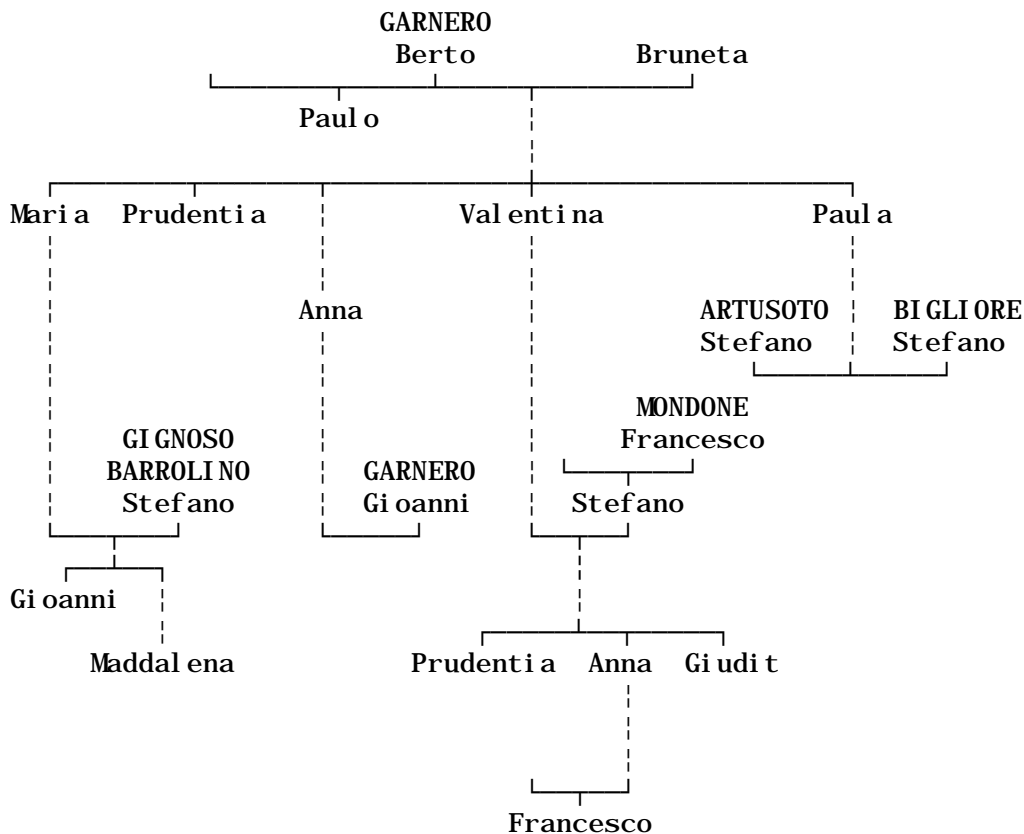 GARNERO
Berto Bruneta
Paulo
Maria Prudentia Valentina Paula
Anna ARTUSOTO BIGLIORE
Stefano Stefano
MONDONE
GIGNOSO Francesco
BARROLINO GARNERO
Stefano Gioanni Stefano
Gioanni
Maddalena Prudentia Anna Giudit
Francesco